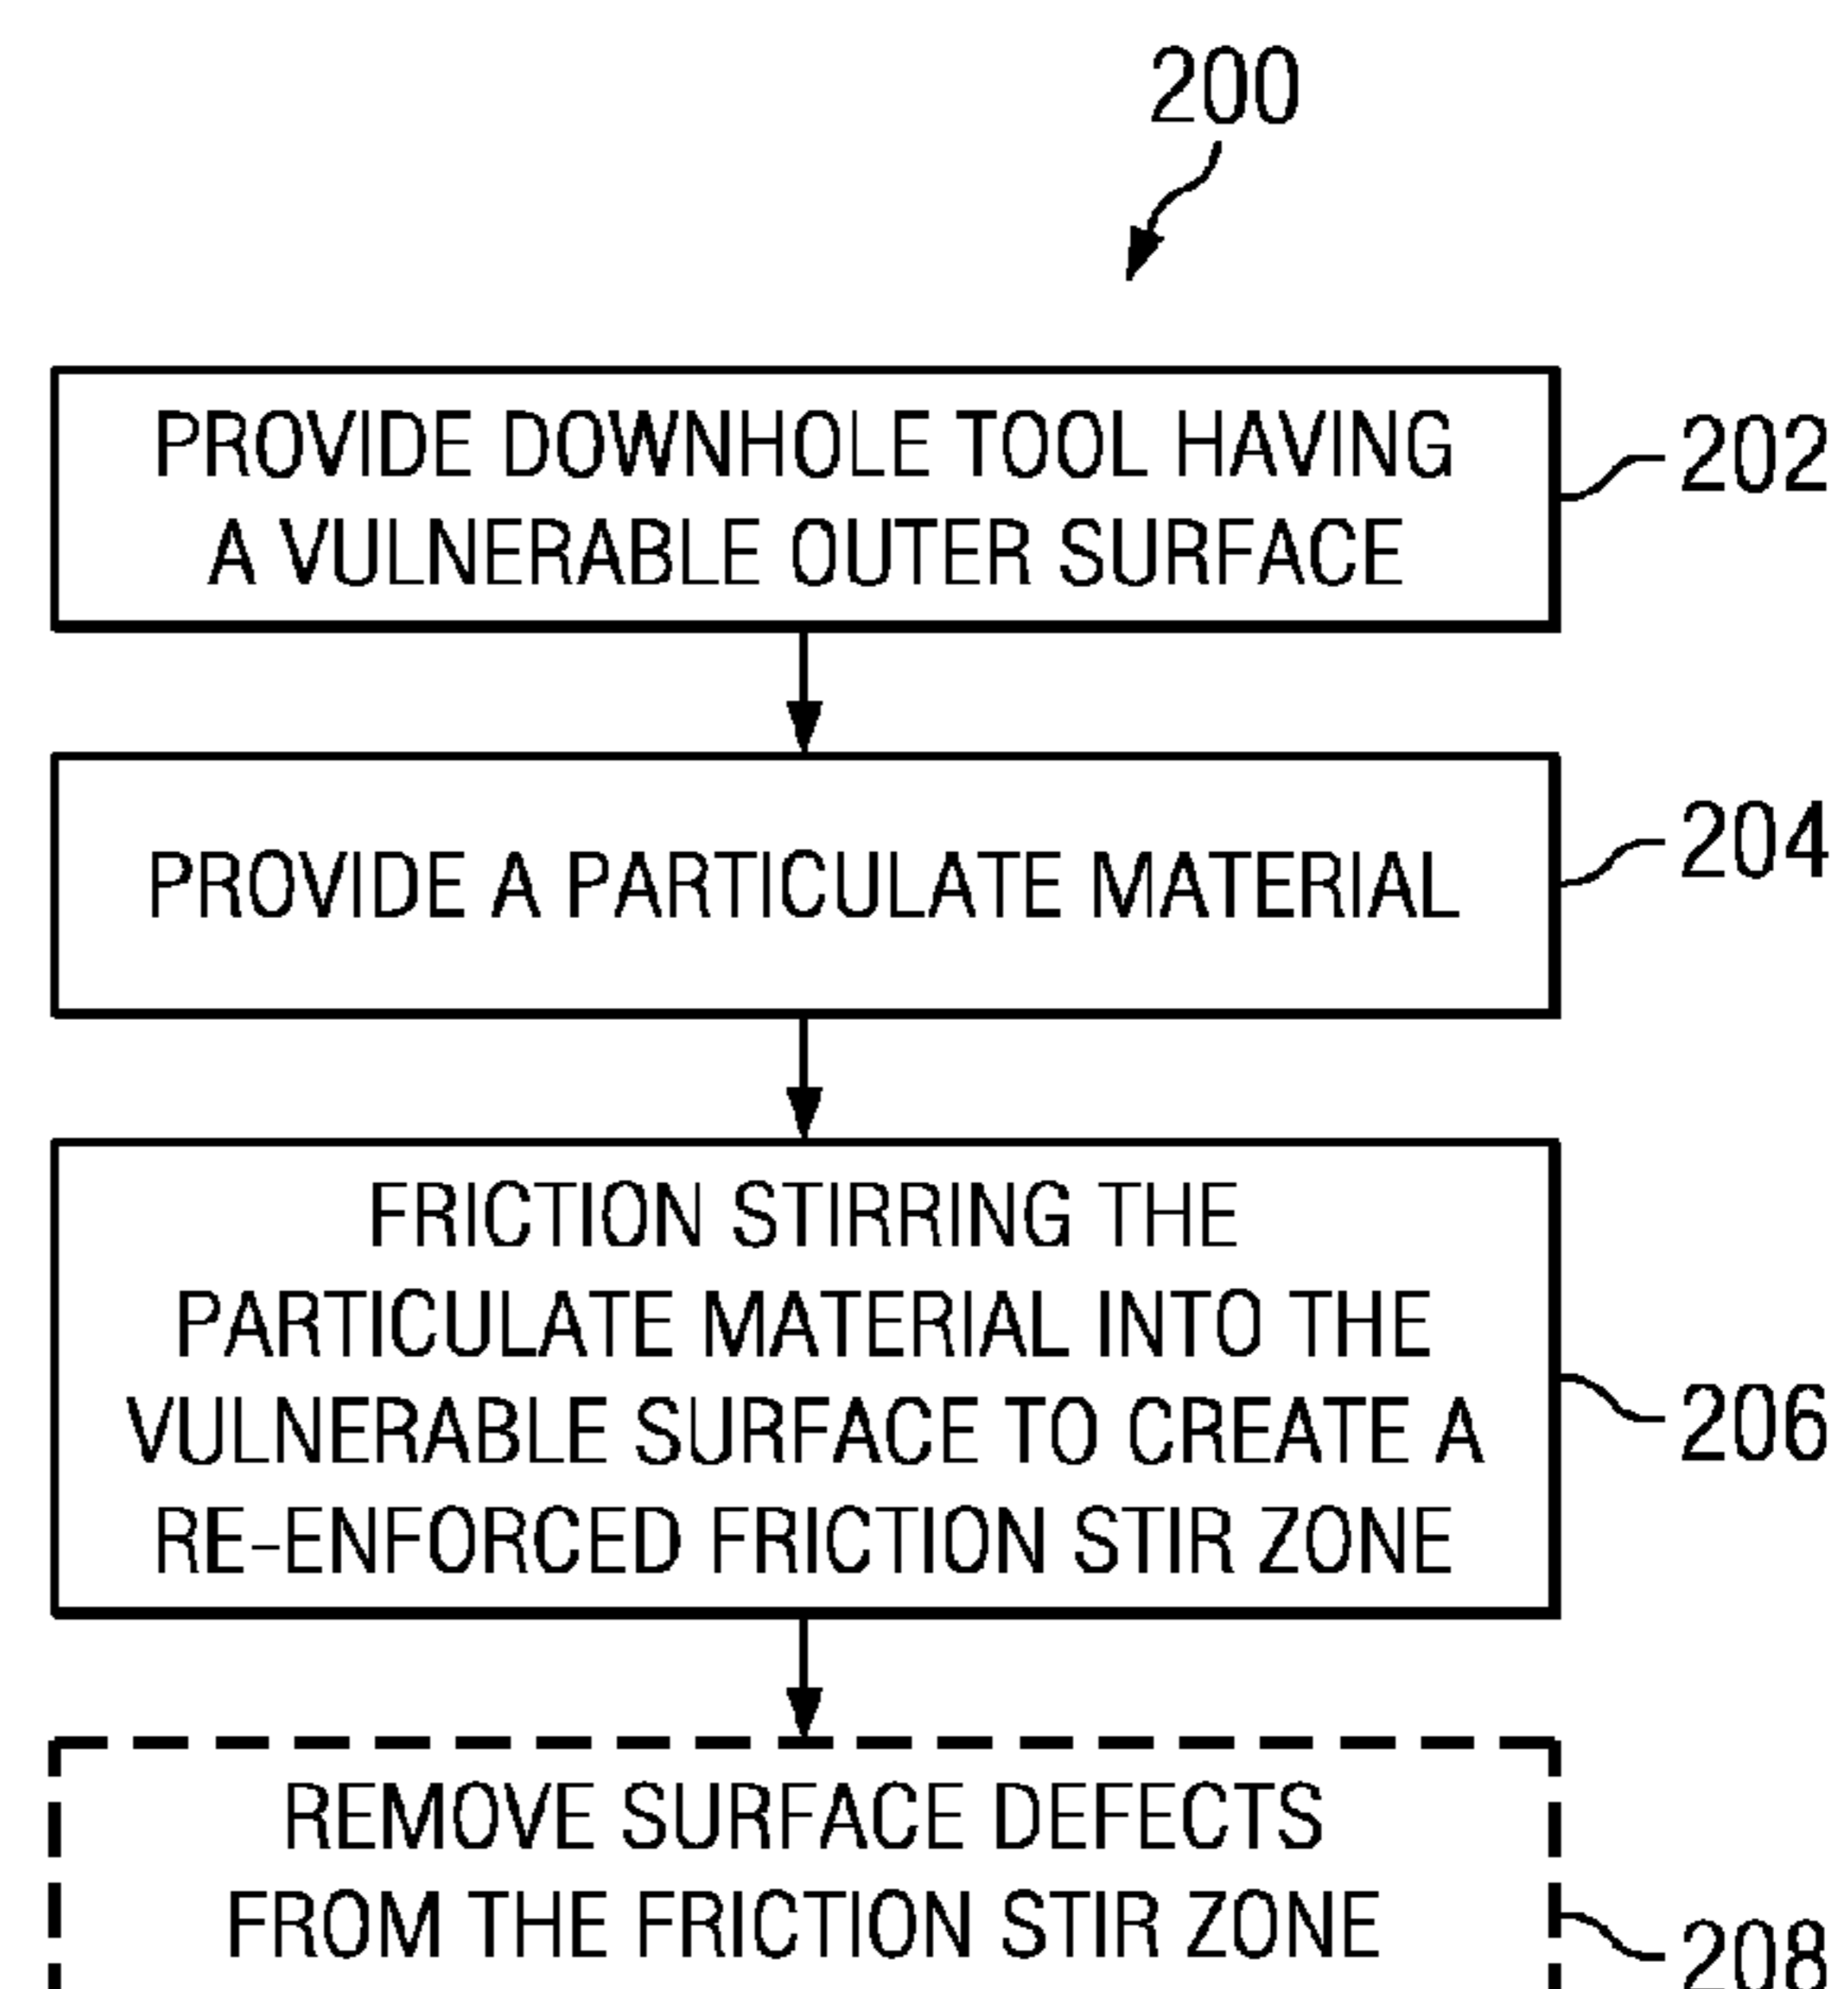 200
PROVIDE DOWNHOLE TOOL HAVING
A VULNERABLE OUTER SURFACE
202
PROVIDE A PARTICULATE MATERIAL
204
FRICTION STIRRING THE
PARTICULATE MATERIAL INTO THE
VULNERABLE SURFACE TO CREATE A
RE-ENFORCED FRICTION STIR ZONE
206
REMOVE SURFACE DEFECTS
FROM THE FRICTION STIR ZONE
208